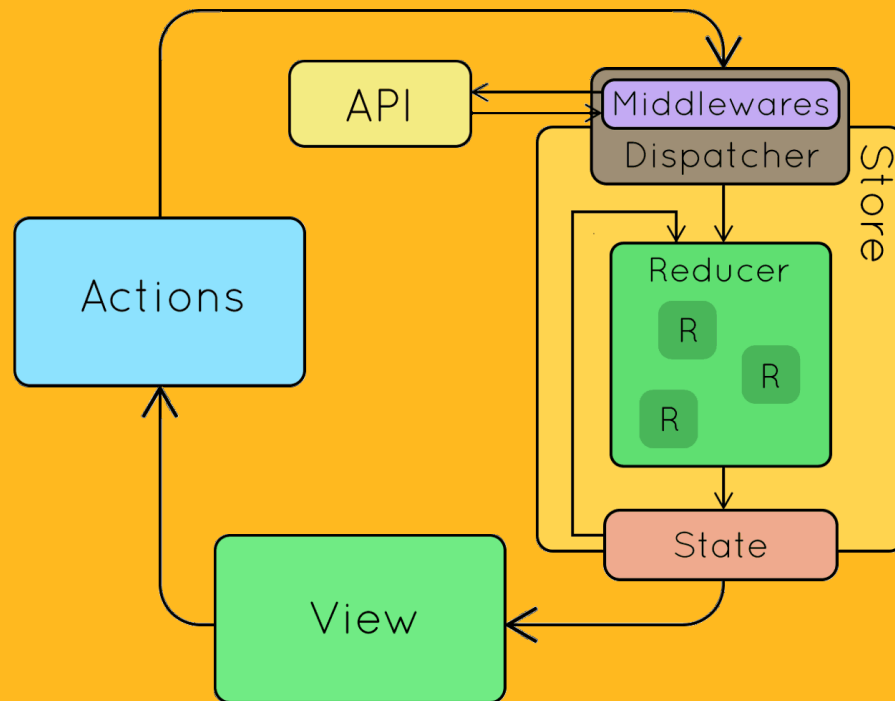 API
Middlewares
Dispatcher
Store
Actions
Reducer
R
R
R
State
View